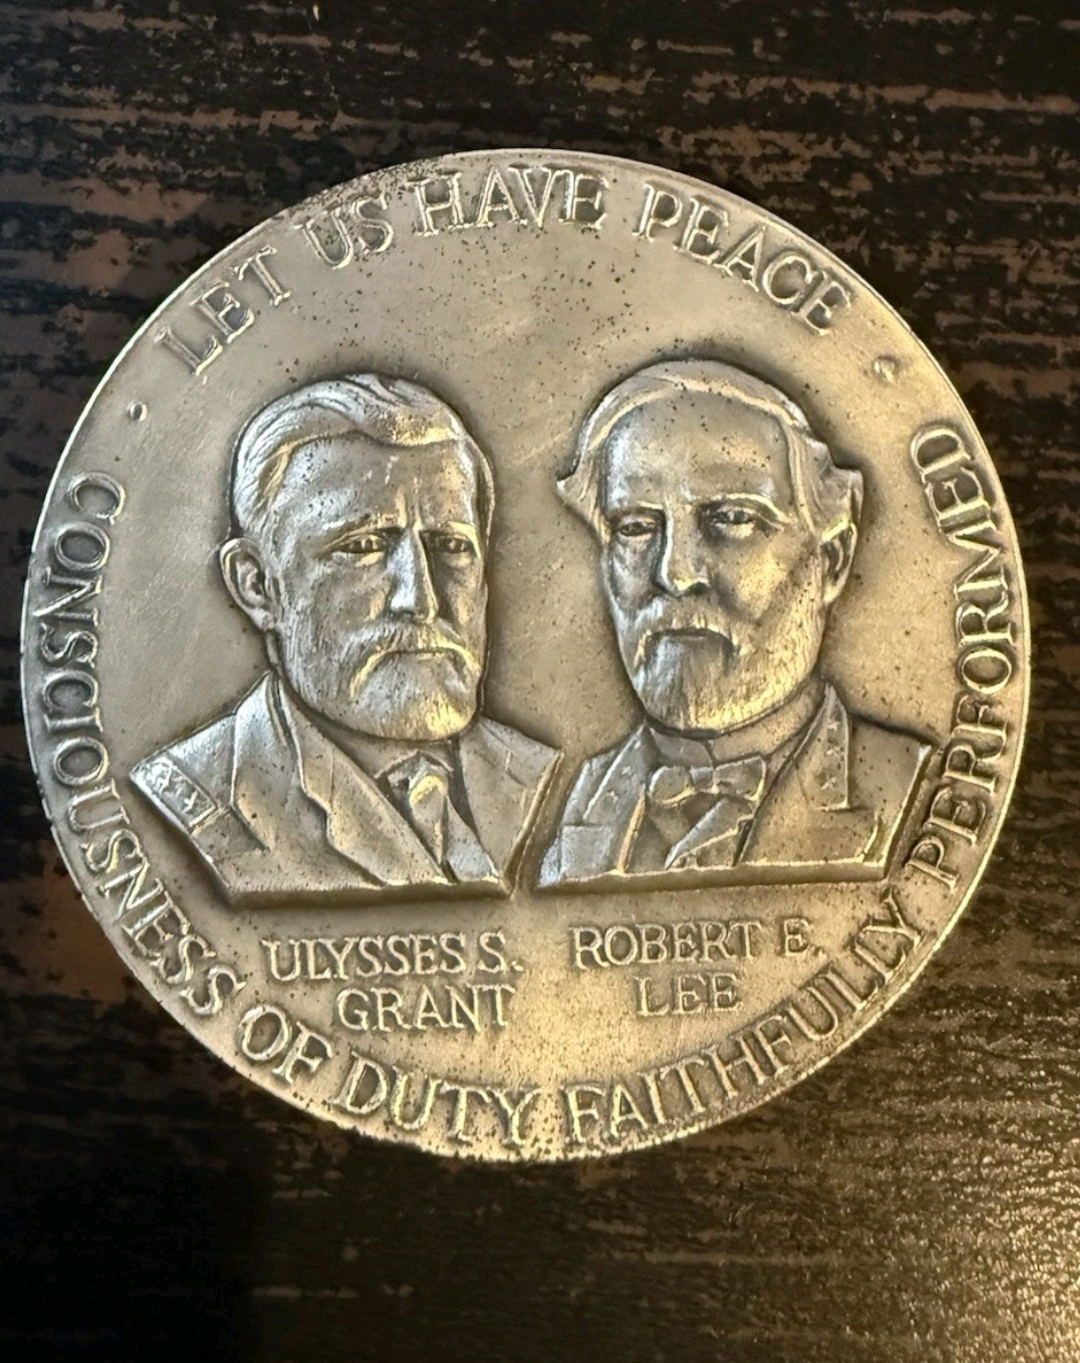 LET US HAVE PEACE
CONSCIOUSNESS OF DUTY FAITHFULLY PERFORMED
ULYSSES S.
GRANT
ROBERT E.
LEE